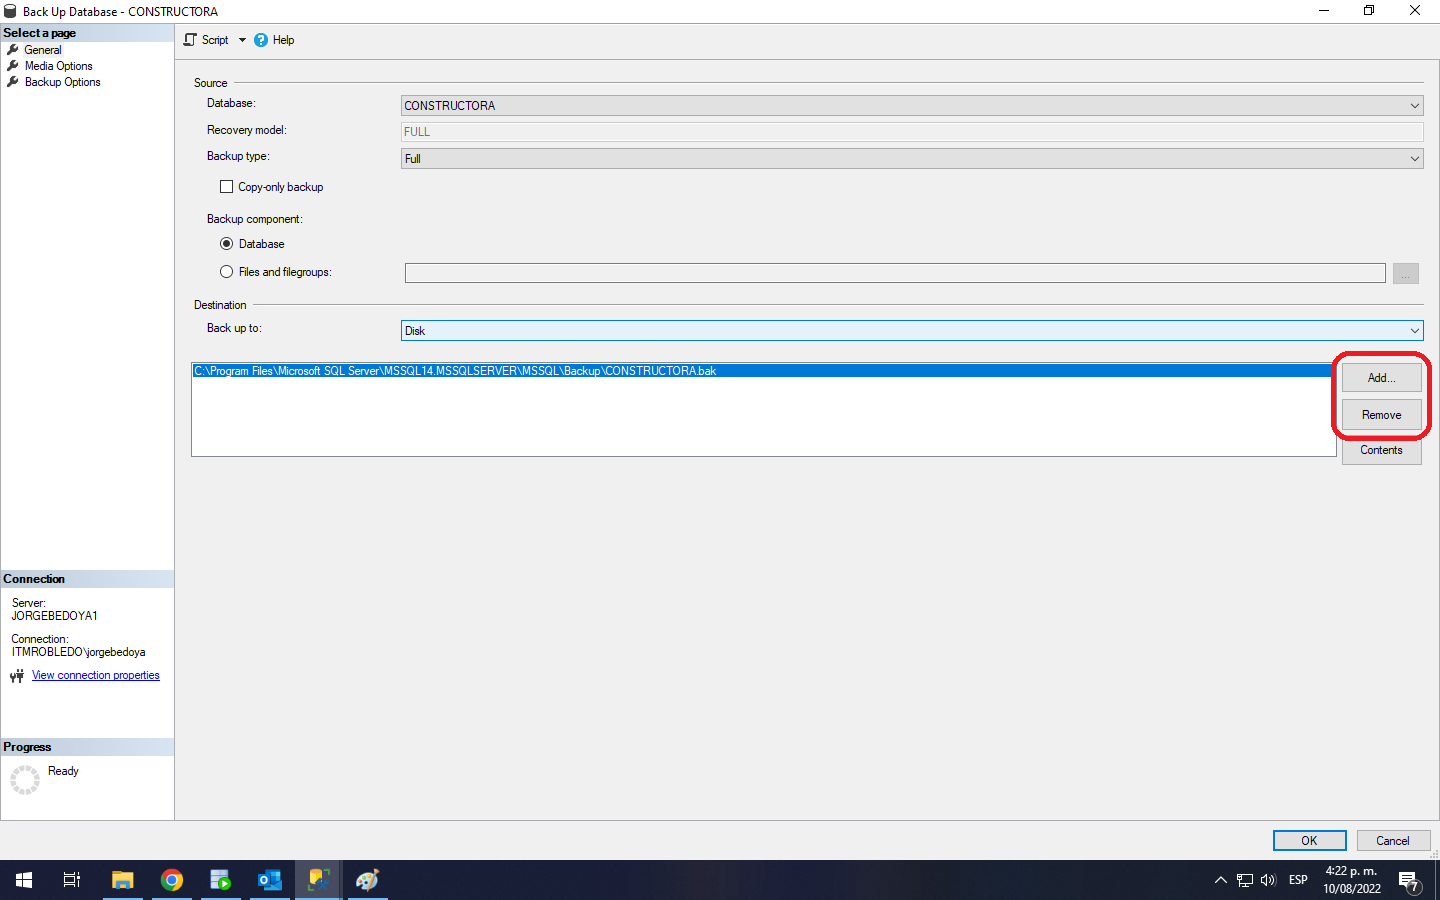 Back Up Database - CONSTRUCTORA
Select a page
General
Media Options
Backup Options
Script
Help
Source
Database:
CONSTRUCTORA
Recovery model:
FULL
Backup type:
Full
Copy-only backup
Backup component:
Database
Files and filegroups:
...
Destination
Back up to:
Disk
C:\Program Files\Microsoft SQL Server\MSSQL14.MSSQLSERVER\MSSQL\Backup\CONSTRUCTORA.bak
Add...
Remove
Contents
Connection
Server:
JORGEBEDOYA1
Connection:
ITMROBLEDO\jorgebedoya
View connection properties
Progress
Ready
OK
Cancel
ESP
4:22 p. m.
10/08/2022
7